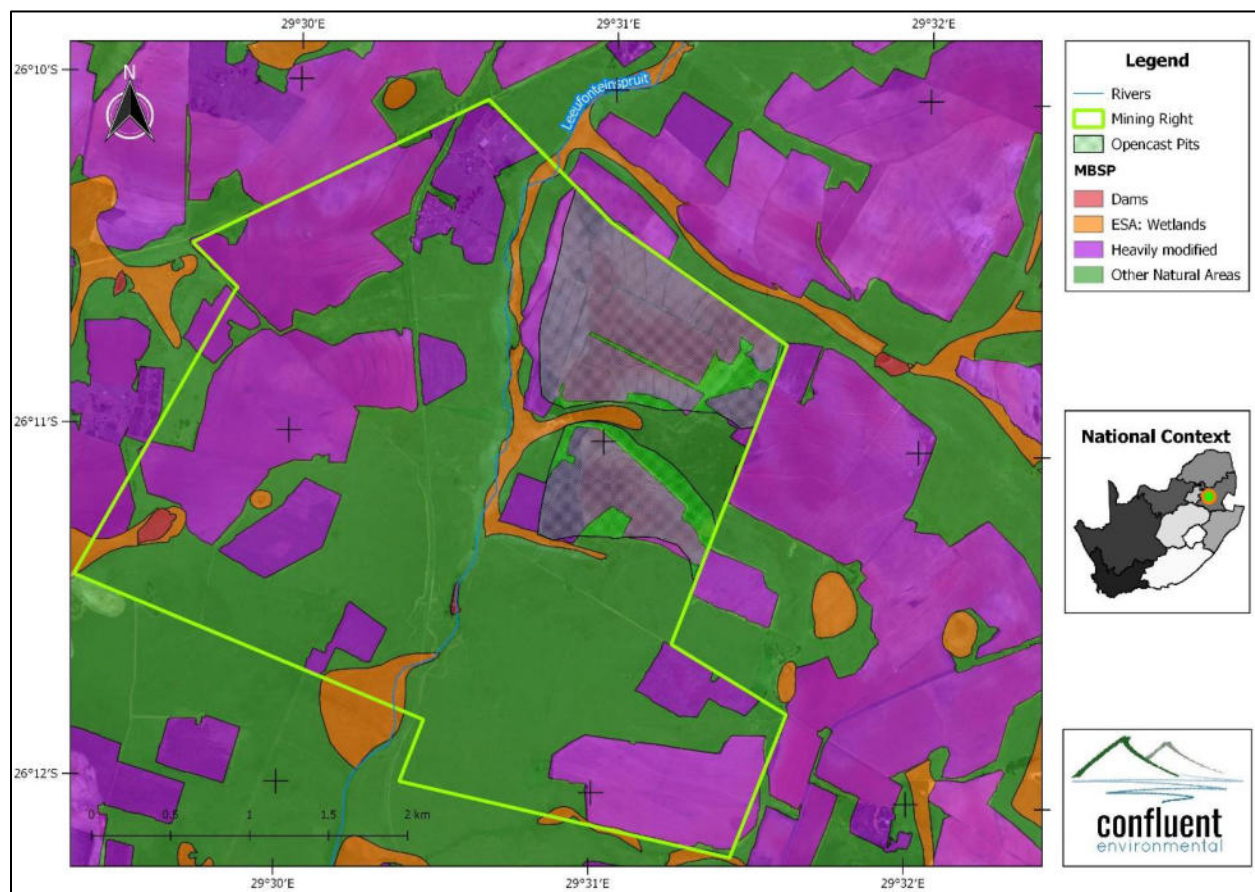 29°30'E
29°31'E
29°32'E
26°10'S
26°11'S
26°12'S
N
Leeufonteinspruit
0
0.5
1
1.5
2 km
29°30'E
29°31'E
29°32'E
Legend
Rivers
Mining Right
Opencast Pits
MBSP
Dams
ESA: Wetlands
Heavily modified
Other Natural Areas
National Context
confluent
environmental